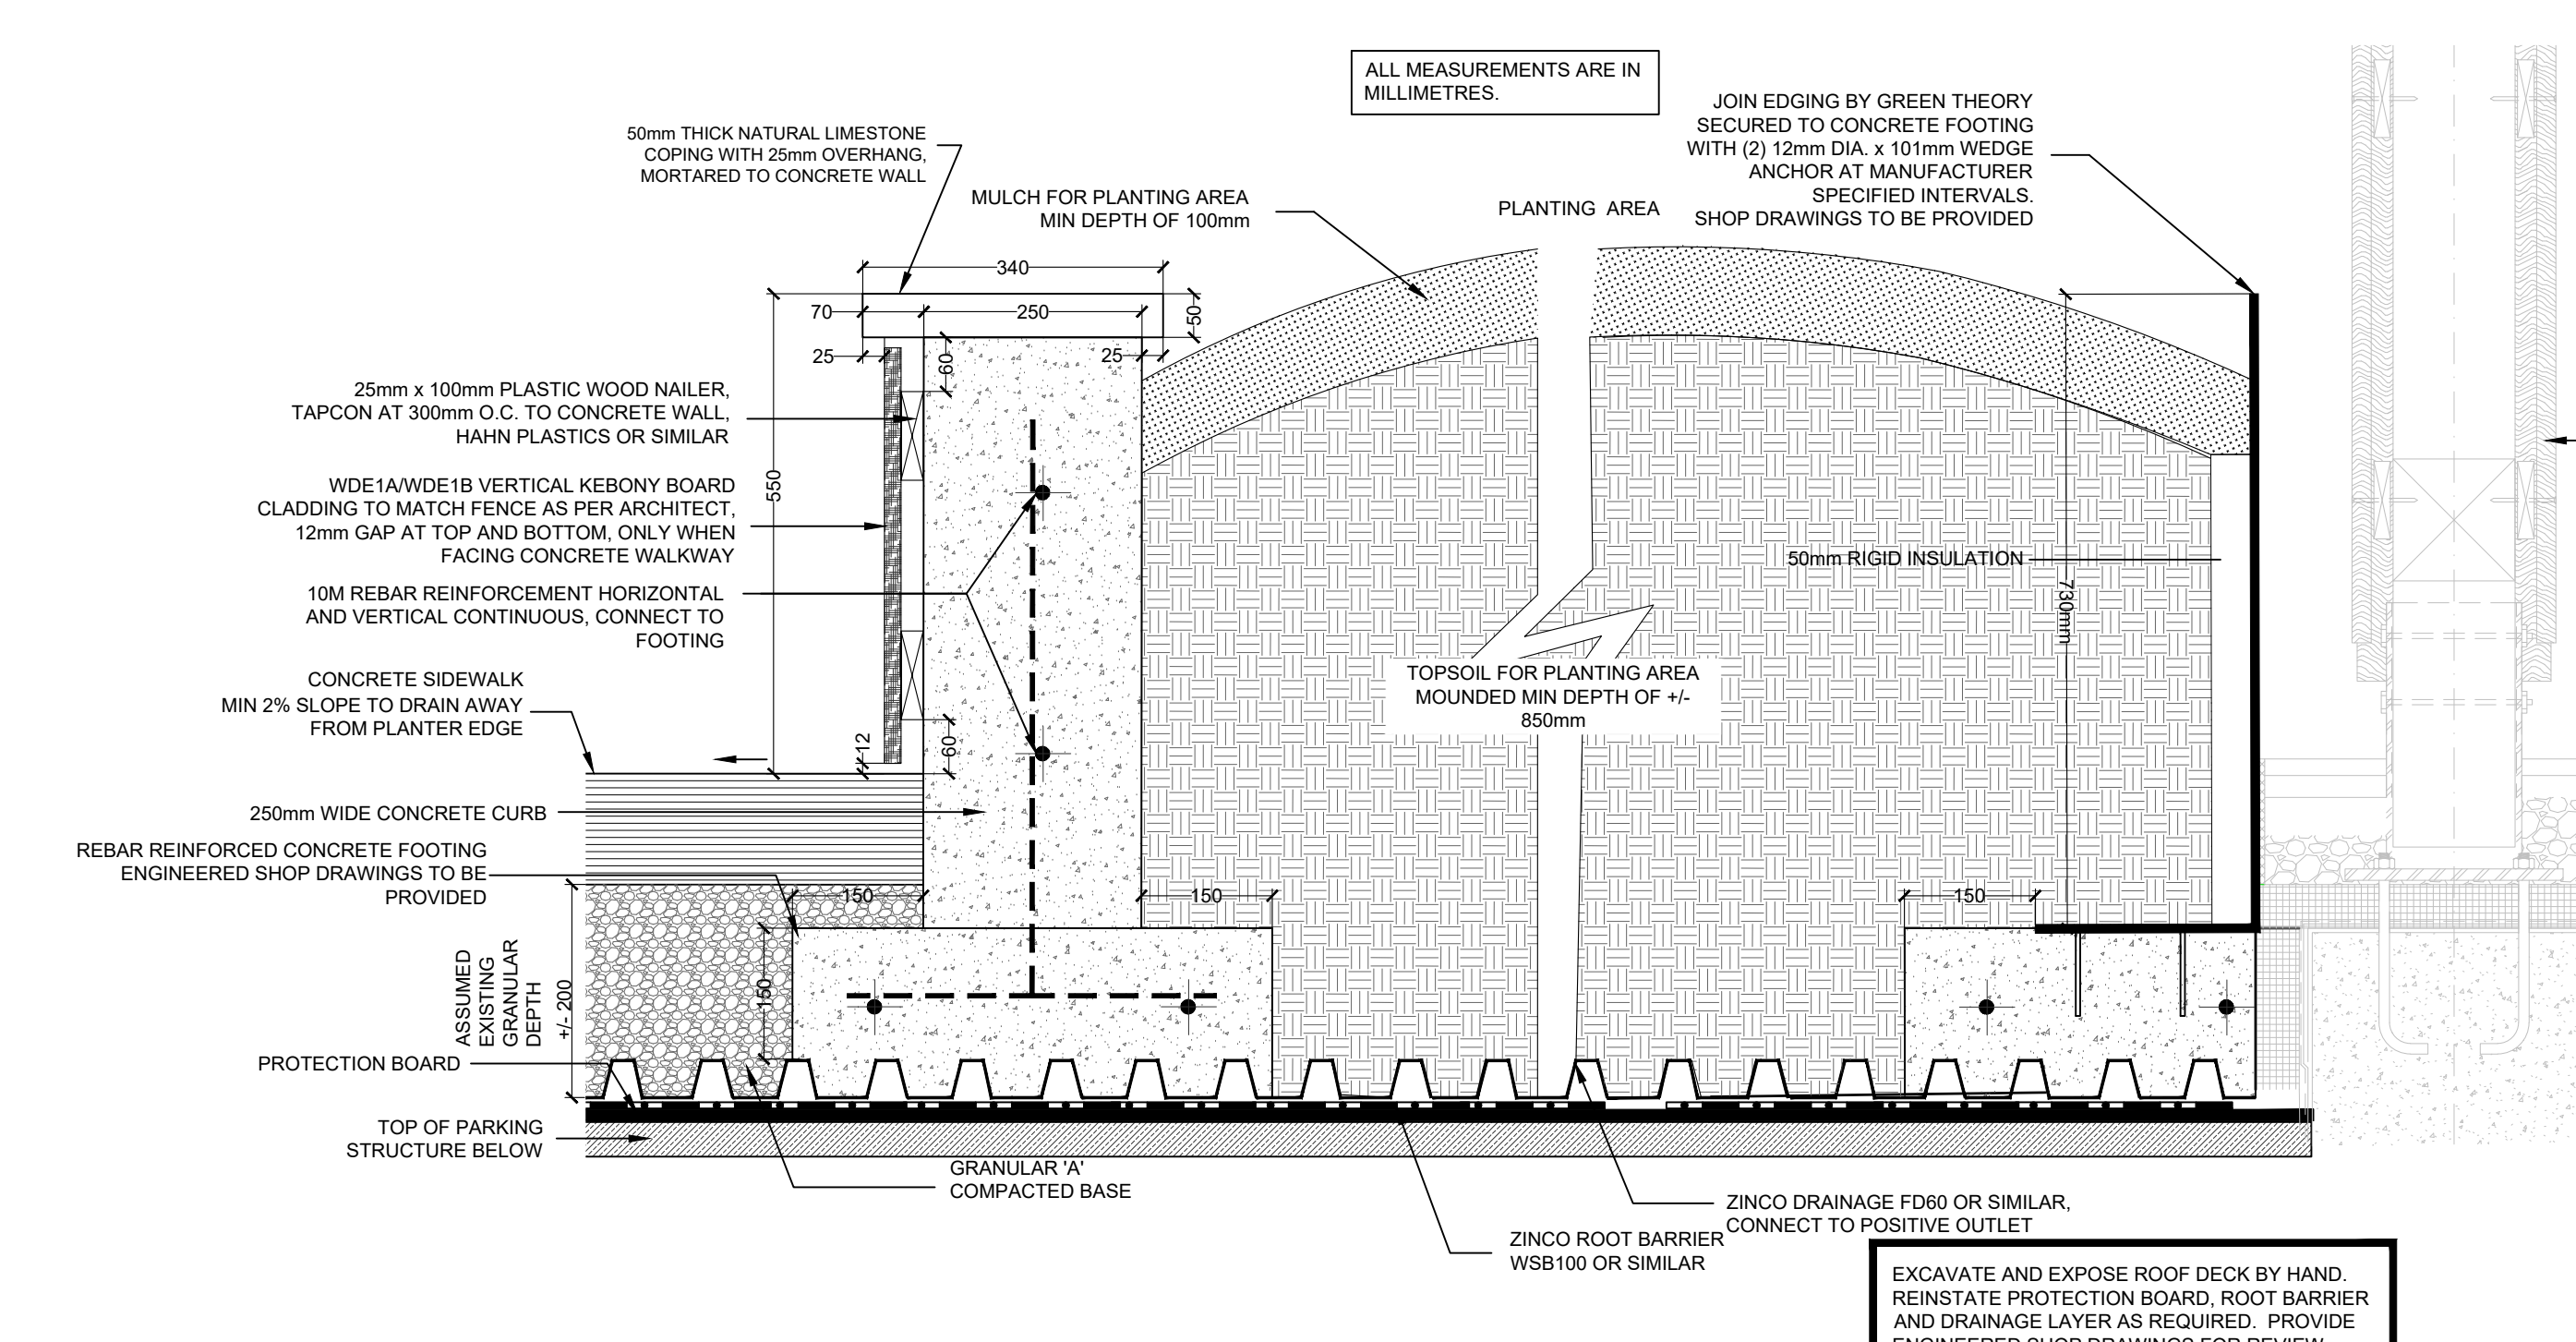 ALL MEASUREMENTS ARE IN
MILLIMETRES.
JOIN EDGING BY GREEN THEORY
SECURED TO CONCRETE FOOTING
WITH (2) 12mm DIA. x 101mm WEDGE
ANCHOR AT MANUFACTURER
SPECIFIED INTERVALS.
SHOP DRAWINGS TO BE PROVIDED
50mm THICK NATURAL LIMESTONE
COPING WITH 25mm OVERHANG,
MORTARED TO CONCRETE WALL
MULCH FOR PLANTING AREA
MIN DEPTH OF 100mm
PLANTING AREA
340
70
250
50
25
60
25
25mm x 100mm PLASTIC WOOD NAILER,
TAPCON AT 300mm O.C. TO CONCRETE WALL,
HAHN PLASTICS OR SIMILAR
550
WDE1A/WDE1B VERTICAL KEBONY BOARD
CLADDING TO MATCH FENCE AS PER ARCHITECT,
12mm GAP AT TOP AND BOTTOM, ONLY WHEN
FACING CONCRETE WALKWAY
50mm RIGID INSULATION
730mm
10M REBAR REINFORCEMENT HORIZONTAL
AND VERTICAL CONTINUOUS, CONNECT TO
FOOTING
TOPSOIL FOR PLANTING AREA
MOUNDED MIN DEPTH OF +/-
850mm
CONCRETE SIDEWALK
MIN 2% SLOPE TO DRAIN AWAY
FROM PLANTER EDGE
12
60
250mm WIDE CONCRETE CURB
REBAR REINFORCED CONCRETE FOOTING
ENGINEERED SHOP DRAWINGS TO BE
PROVIDED
150
150
150
ASSUMED
EXISTING
GRANULAR
DEPTH
+/- 200
150
PROTECTION BOARD
TOP OF PARKING
STRUCTURE BELOW
GRANULAR 'A'
COMPACTED BASE
ZINCO DRAINAGE FD60 OR SIMILAR,
CONNECT TO POSITIVE OUTLET
ZINCO ROOT BARRIER
WSB100 OR SIMILAR
EXCAVATE AND EXPOSE ROOF DECK BY HAND.
REINSTATE PROTECTION BOARD, ROOT BARRIER
AND DRAINAGE LAYER AS REQUIRED. PROVIDE
ENGINEERED SHOP DRAWINGS FOR REVIEW